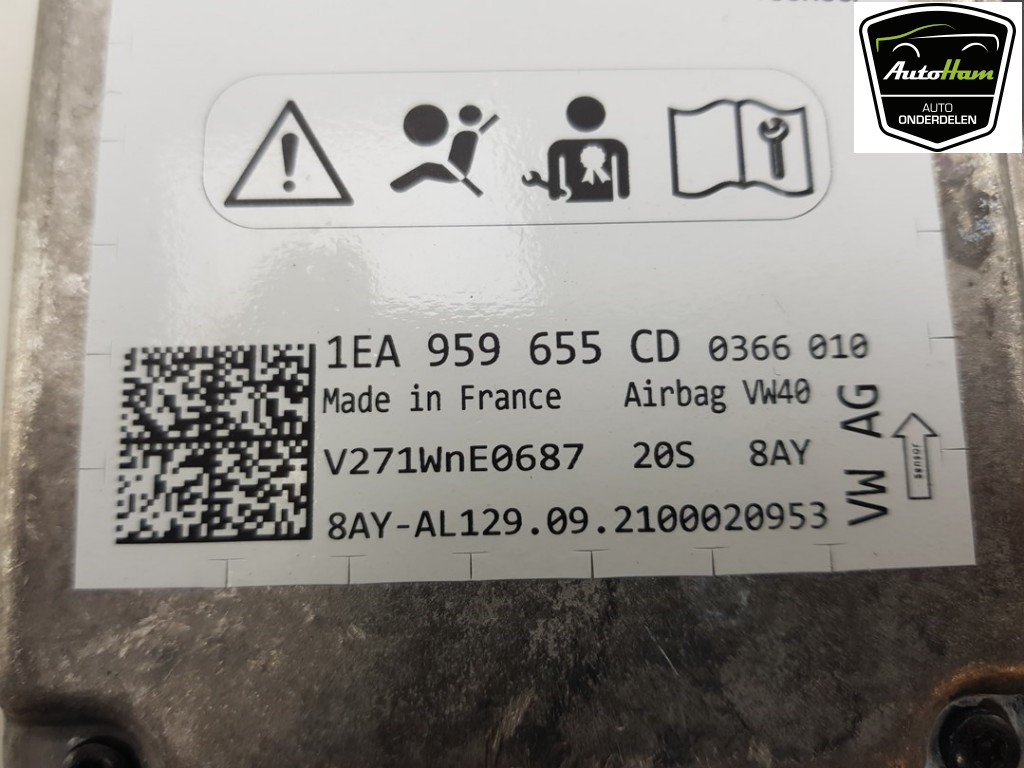 AutoHam
AUTO
ONDERDELEN
1EA 959 655 CD 0366 010
Made in France Airbag VW40
V271WnE0687 20S 8AY
8AY-AL129.09.2100020953
VW AG
sensor